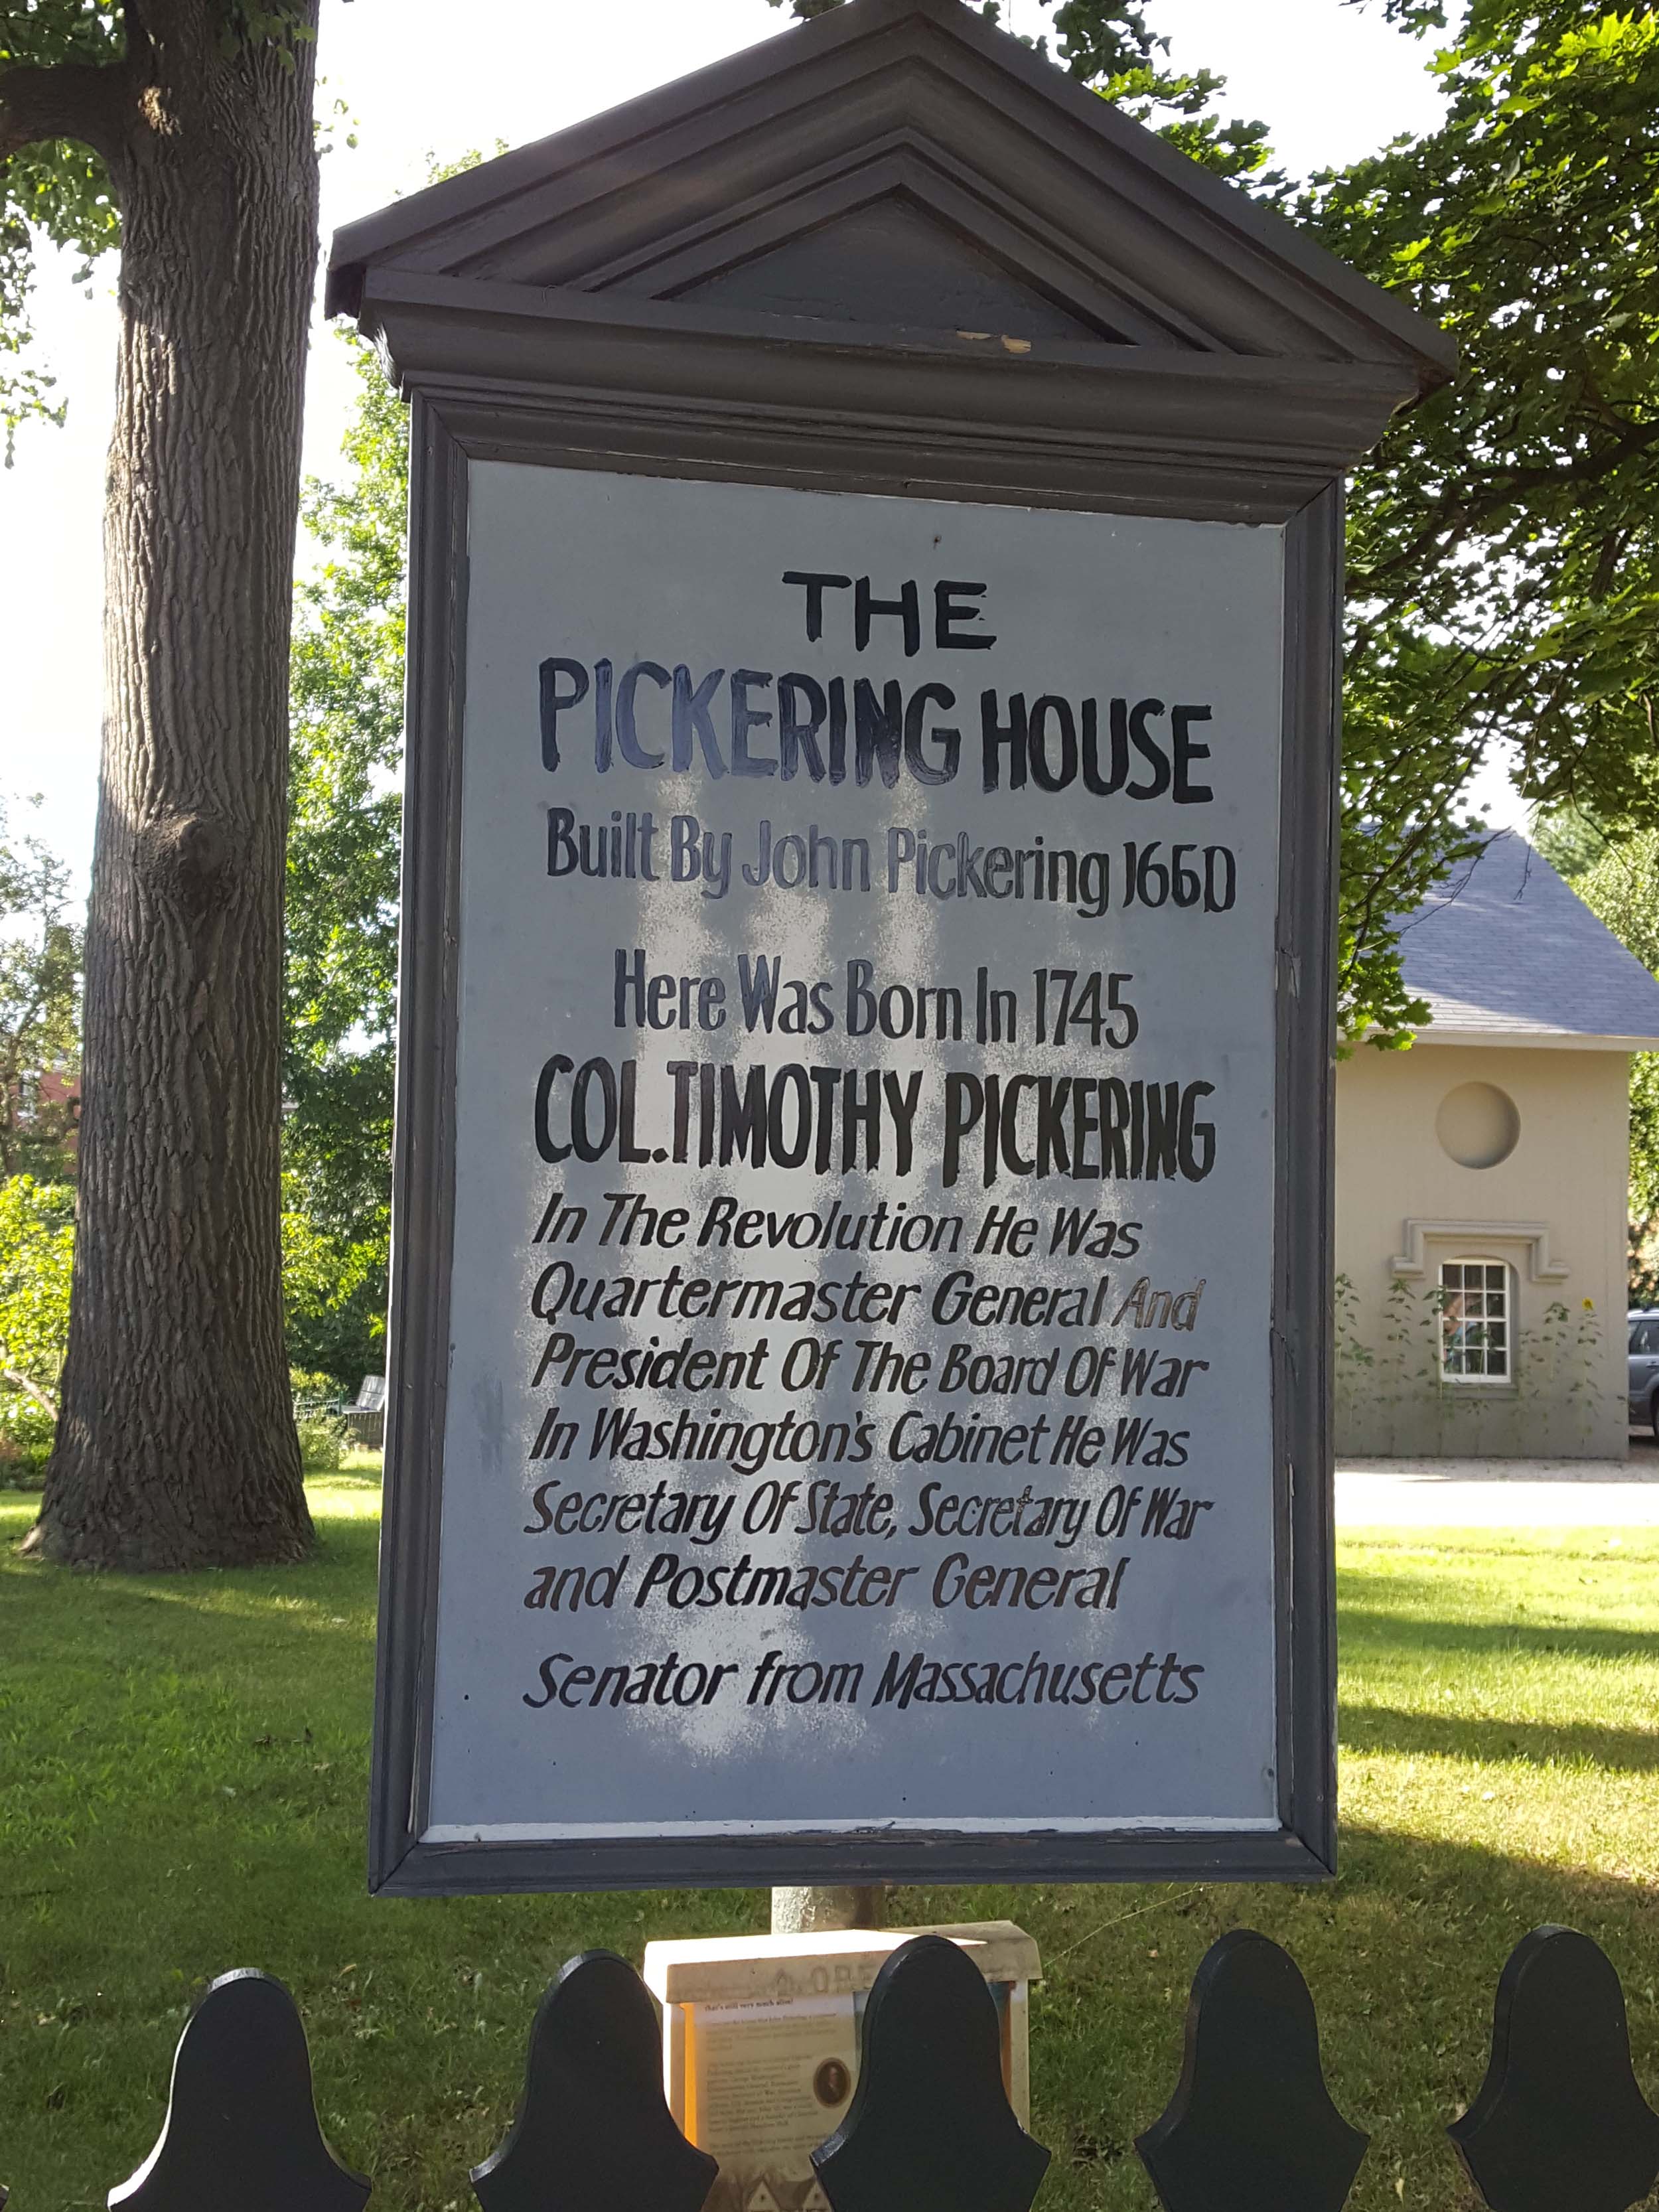 THE
PICKERING HOUSE
Built By John Pickering 1660
Here Was Born In 1745
COL. TIMOTHY PICKERING
In The Revolution He Was
Quartermaster General And
President Of The Board Of War
In Washington's Cabinet He Was
Secretary Of State, Secretary Of War
and Postmaster General
Senator from Massachusetts